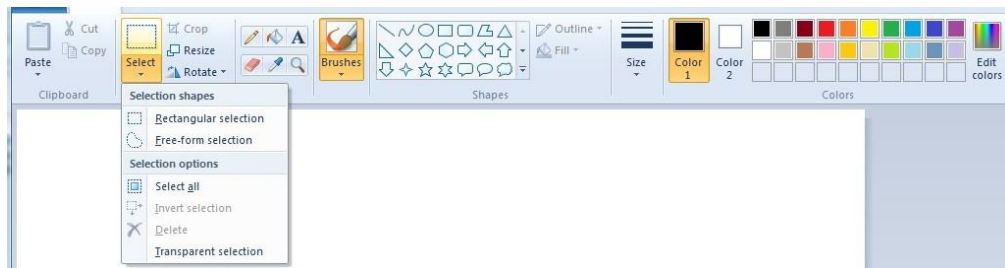 Paste
Cut
Copy
Clipboard
Select
Crop
Resize
Rotate
A
Brushes
Outline
Fill
Shapes
Size
Color 1
Color 2
Edit colors
Colors
Selection shapes
Rectangular selection
Free-form selection
Selection options
Select all
Invert selection
Delete
Transparent selection